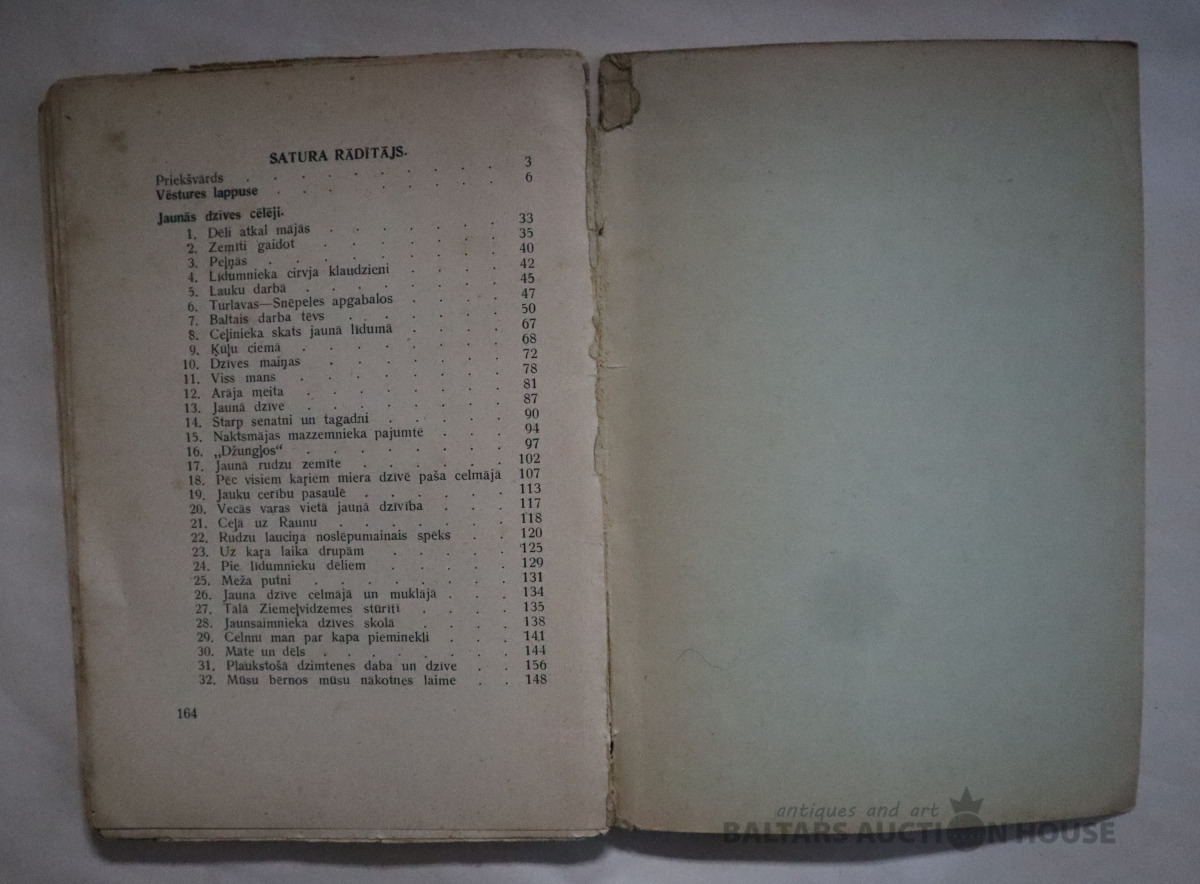 SATURA RĀDĪTĀJS.
Priekšvārds . . . . . . . . . 3
Vēstures lappuse . . . . . . . . 6
Jaunās dzīves cēlēji.
1. Dēli atkal mājās . . . . . . . 33
2. Zemīti gaidot . . . . . . . 35
3. Peļņās . . . . . . . . 40
4. Līdumnieka cirvja klaudzieni . . . . 42
5. Lauku darbā . . . . . . . 45
6. Turlavas—Snēpeles apgabalos . . . . 47
7. Baltais darba tēvs . . . . . . 50
8. Ceļinieka skats jaunā līdumā . . . . 67
9. Ķūļu ciemā . . . . . . . 68
10. Dzīves maiņas . . . . . . 72
11. Viss mans . . . . . . . 78
12. Arāja meita . . . . . . . 81
13. Jaunā dzīve . . . . . . . 87
14. Starp senatni un tagadni . . . . . 90
15. Naktsmājas mazzemnieka pajumtē . . . 94
16. „Džungļos“ . . . . . . . 97
17. Jaunā rudzu zemīte . . . . . 102
18. Pēc visiem kaŗiem miera dzīvē paša celmājā 107
19. Jauku cerību pasaulē . . . . . 113
20. Vecās varas vietā jaunā dzīvība . . . 117
21. Ceļā uz Raunu . . . . . . 118
22. Rudzu lauciņa noslēpumainais spēks . . 120
23. Uz kaŗa laika drupām . . . . . 125
24. Pie līdumnieku dēliem . . . . . 129
25. Meža putni . . . . . . . 131
26. Jauna dzīve celmājā un muklājā . . . 134
27. Tālā Ziemeļvidzemes stūrītī . . . . 135
28. Jaunsaimnieka dzīves skola . . . . 138
29. Celmu man par kapa pieminekli . . . 141
30. Māte un dēls . . . . . . . 144
31. Plaukstošā dzimtenes daba un dzīve . . 156
32. Mūsu bērnos mūsu nākotnes laime . . 148
164
antiques and art
BALTARS AUCTION HOUSE